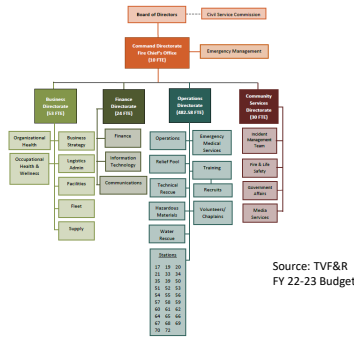 Board of Directors
Civil Service Commission
Command Directorate
Fire Chief's Office
(10 FTE)
Emergency Management
Business
Directorate
(53 FTE)
Finance
Directorate
(24 FTE)
Operations
Directorate
(482.58 FTE)
Community
Services
Directorate
(30 FTE)
Organizational
Health
Occupational
Health &
Wellness
Business
Strategy
Logistics
Admin
Facilities
Fleet
Supply
Finance
Information
Technology
Communications
Operations
Relief Pool
Technical
Rescue
Hazardous
Materials
Water
Rescue
Emergency
Medical
Services
Training
Recruits
Volunteers/
Chaplains
Incident
Management
Team
Fire & Life
Safety
Government
Affairs
Media
Services
Stations
17 19 20
21 33 34
35 39 50
51 52 53
54 55 56
57 58 59
60 61 62
64 65 66
67 68 69
70 72
Source: TVF&R
FY 22-23 Budget